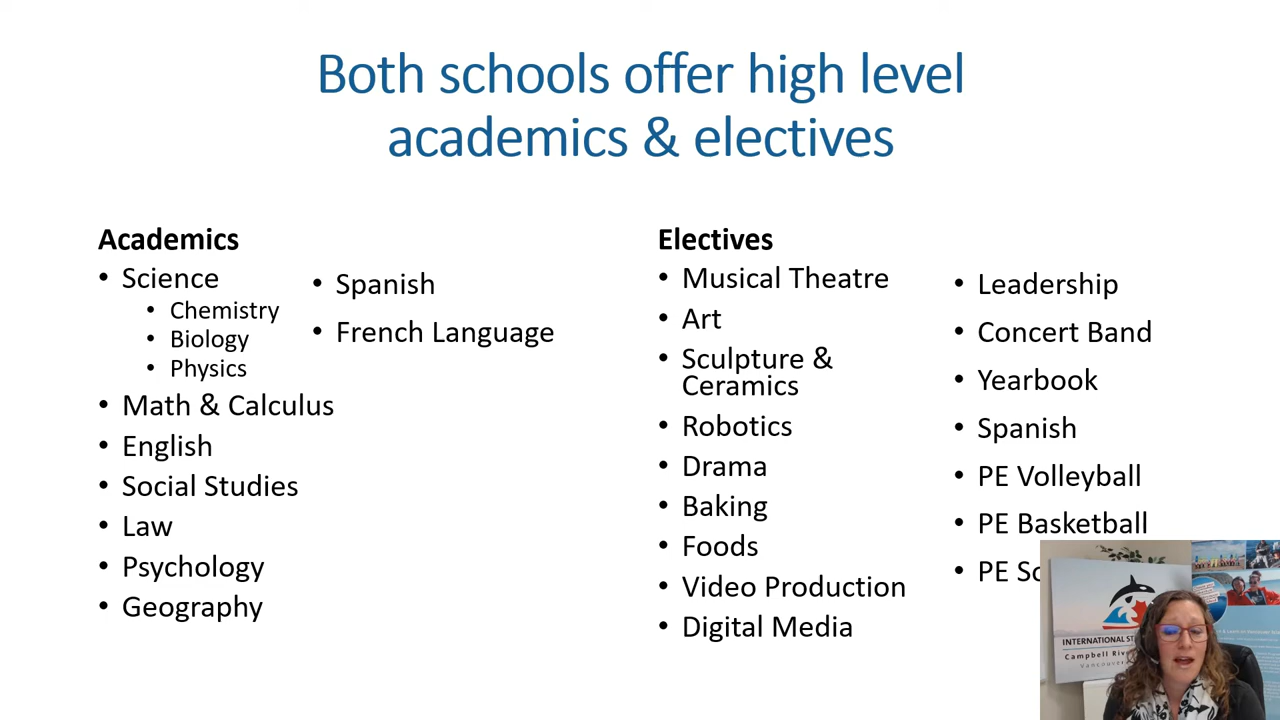 Both schools offer high level
academics & electives
Academics
• Science
• Chemistry
• Biology
• Physics
• Math & Calculus
• English
• Social Studies
• Law
• Psychology
• Geography
• Spanish
• French Language
Electives
• Musical Theatre
• Art
• Sculpture &
Ceramics
• Robotics
• Drama
• Baking
• Foods
• Video Production
• Digital Media
• Leadership
• Concert Band
• Yearbook
• Spanish
• PE Volleyball
• PE Basketball
• PE
INTERNATIONAL
Campbell